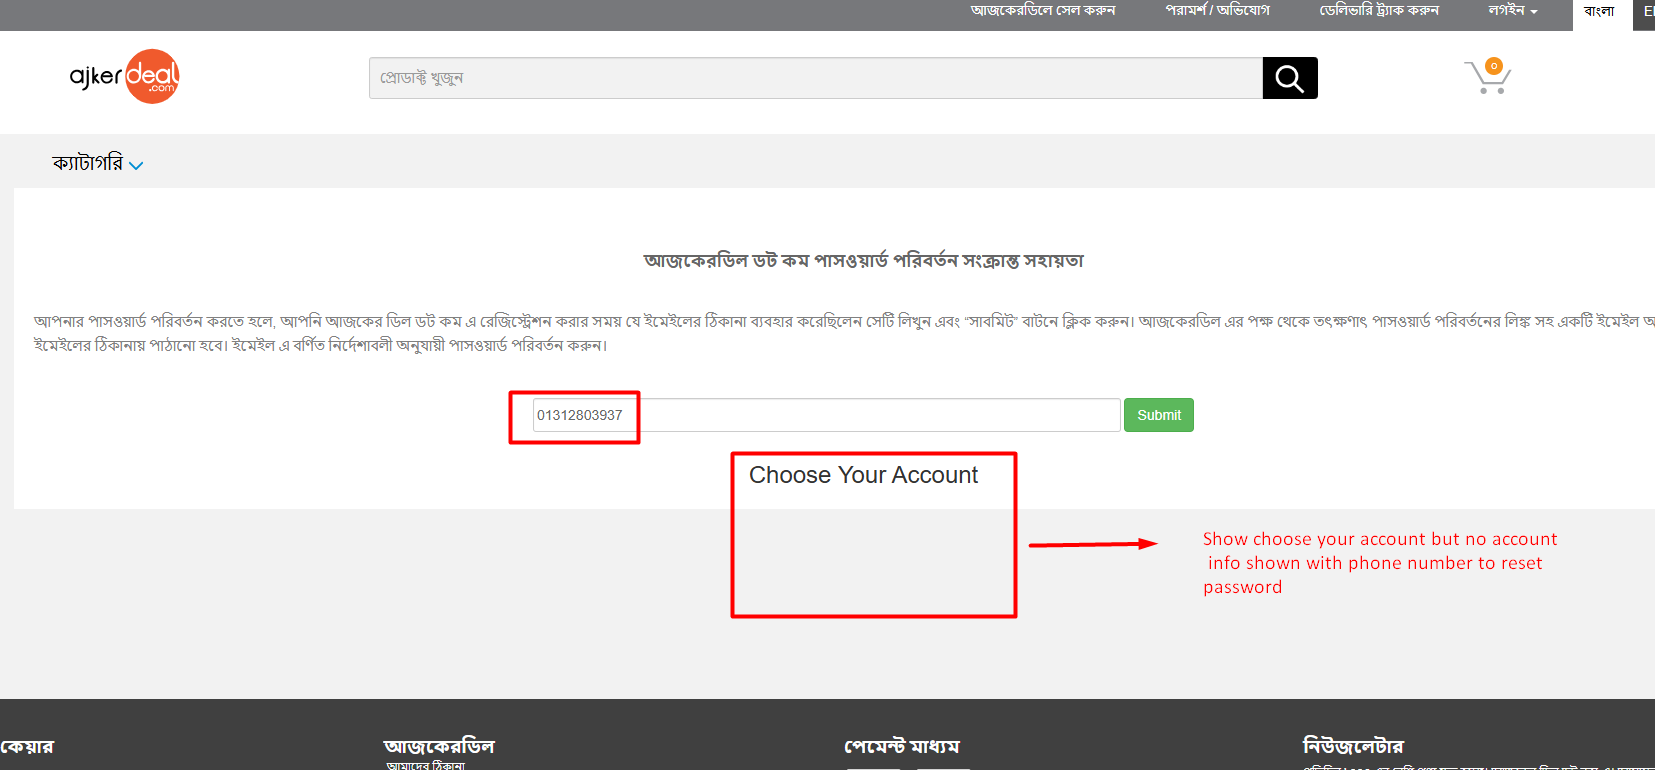 আজকেরডিলে সেল করুন পরামর্শ / অভিযোগ ডেলিভারি ট্র্যাক করুন লগইন বাংলা
ajkerdeal
.com
প্রোডাক্ট খুজুন
0
ক্যাটাগরি
আজকেরডিল ডট কম পাসওয়ার্ড পরিবর্তন সংক্রান্ত সহায়তা
আপনার পাসওয়ার্ড পরিবর্তন করতে হলে, আপনি আজকের ডিল ডট কম এ রেজিস্ট্রেশন করার সময় যে ইমেইলের ঠিকানা ব্যবহার করেছিলেন সেটি লিখুন এবং “সাবমিট” বাটনে ক্লিক করুন। আজকেরডিল এর পক্ষ থেকে তৎক্ষণাৎ পাসওয়ার্ড পরিবর্তনের লিঙ্ক সহ একটি ইমেইল
ইমেইলের ঠিকানায় পাঠানো হবে। ইমেইল এ বর্ণিত নির্দেশাবলী অনুযায়ী পাসওয়ার্ড পরিবর্তন করুন।
01312803937 Submit
Choose Your Account
Show choose your account but no account
info shown with phone number to reset
password
কেয়ার আজকেরডিল পেমেন্ট মাধ্যম নিউজলেটার
আমাদের ঠিকানা